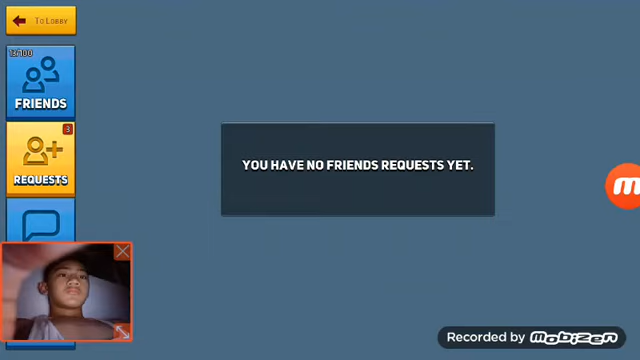 To Lobby
13/100
FRIENDS
3
REQUESTS
YOU HAVE NO FRIENDS REQUESTS YET.
Recorded by mobizen